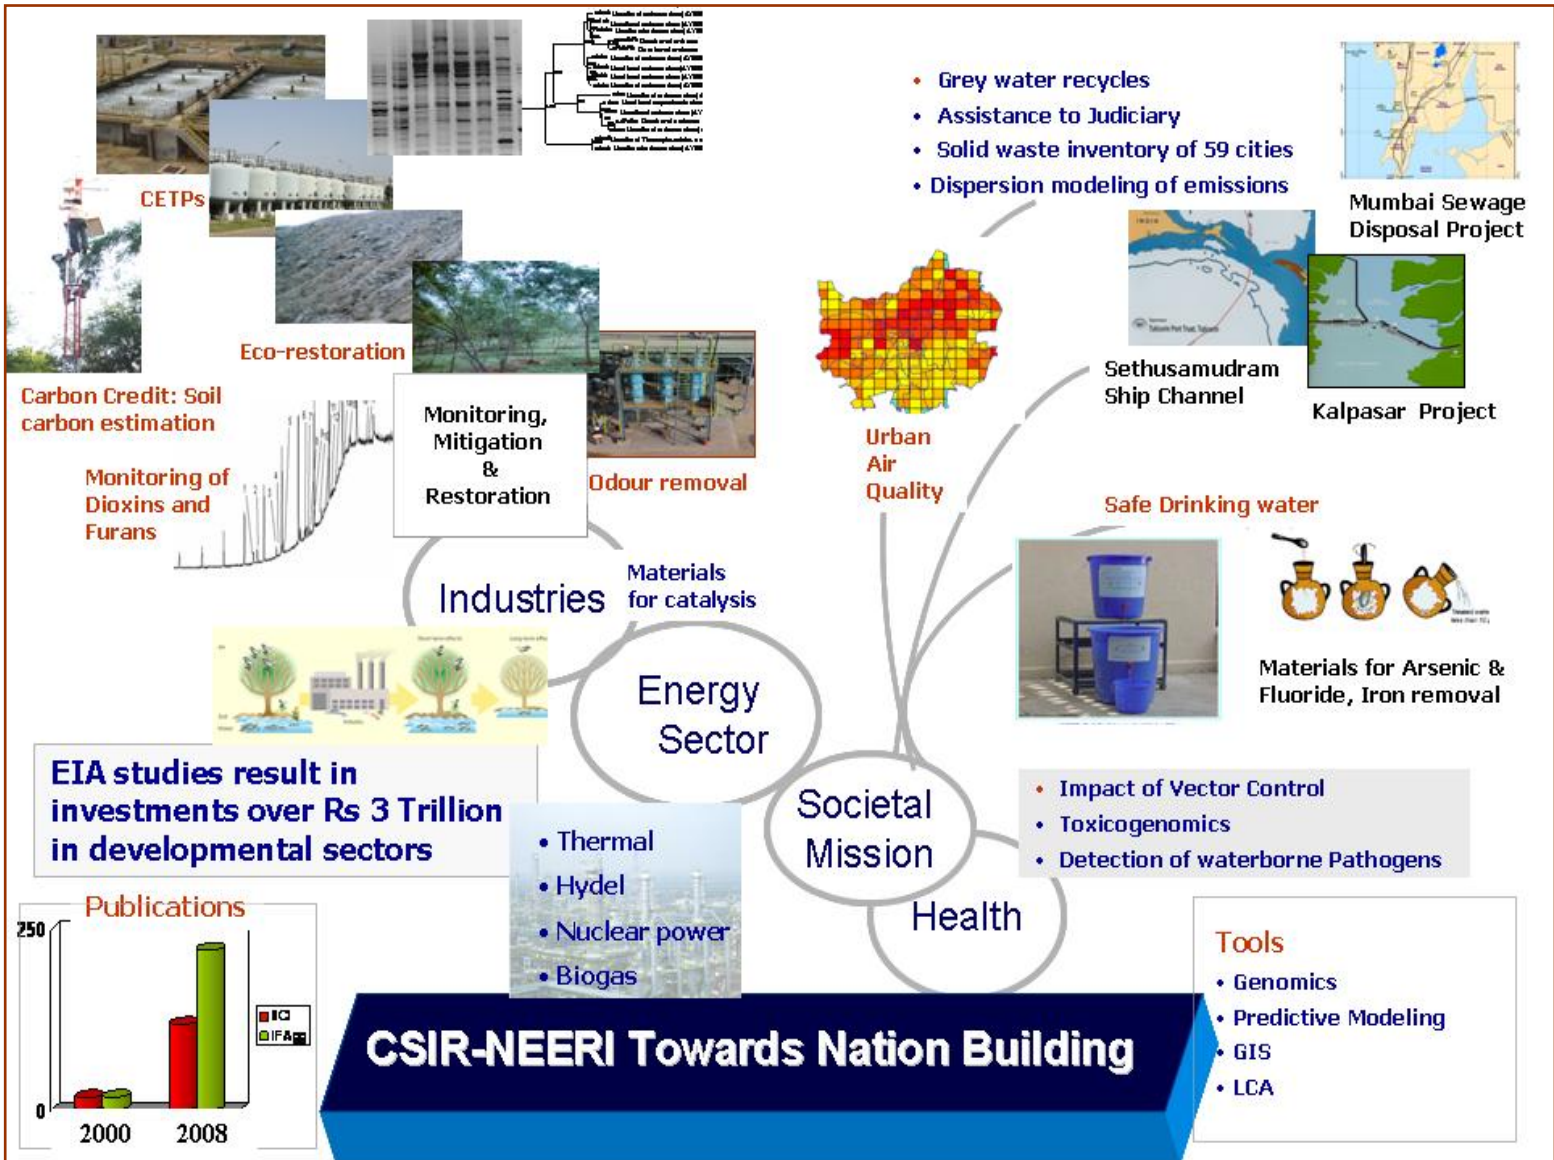 • Grey water recycles
• Assistance to Judiciary
• Solid waste inventory of 59 cities
• Dispersion modeling of emissions
Mumbai Sewage
Disposal Project
CETPs
INDIA
Tuticorin Port Trust, Tuticorin
Sethusamudram
Ship Channel
Kalpasar Project
Eco-restoration
Carbon Credit: Soil
carbon estimation
Monitoring of
Dioxins and
Furans
Monitoring,
Mitigation
&
Restoration
Odour removal
Urban
Air
Quality
Safe Drinking water
Materials for Arsenic &
Fluoride, Iron removal
Industries
Materials
for catalysis
Energy
Sector
Societal
Mission
Health
EIA studies result in
investments over Rs 3 Trillion
in developmental sectors
• Thermal
• Hydel
• Nuclear power
• Biogas
• Impact of Vector Control
• Toxicogenomics
• Detection of waterborne Pathogens
Publications
250
0
2000 2008
Tools
• Genomics
• Predictive Modeling
• GIS
• LCA
CSIR-NEERI Towards Nation Building